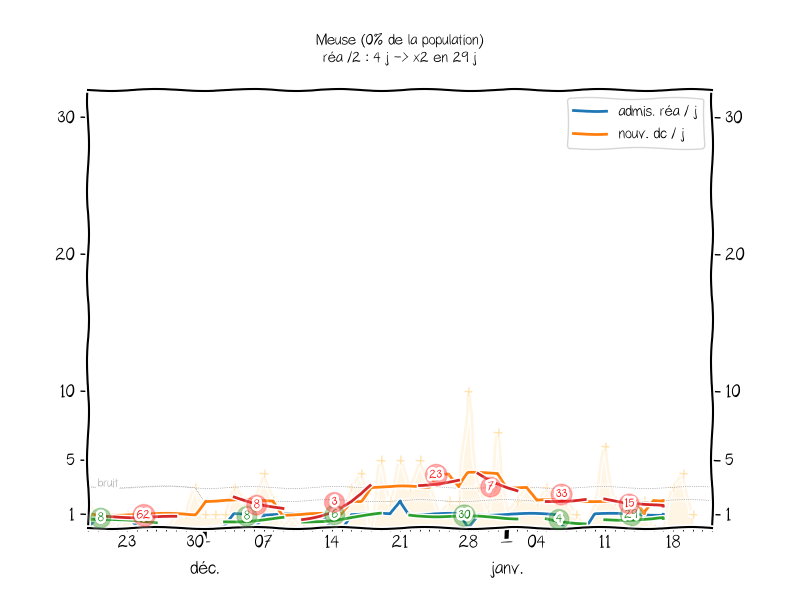 Meuse (0% de la population)
réa /2 : 4 j -> x2 en 29 j
30 30
admis. réa / j
nouv. dc / j
20 20
10 10
5 5
bruit
1 1
8 62 8 8 3 6 23 30 7 33 4 15
23 30 07 14 21 28 04 11 18
déc. janv.